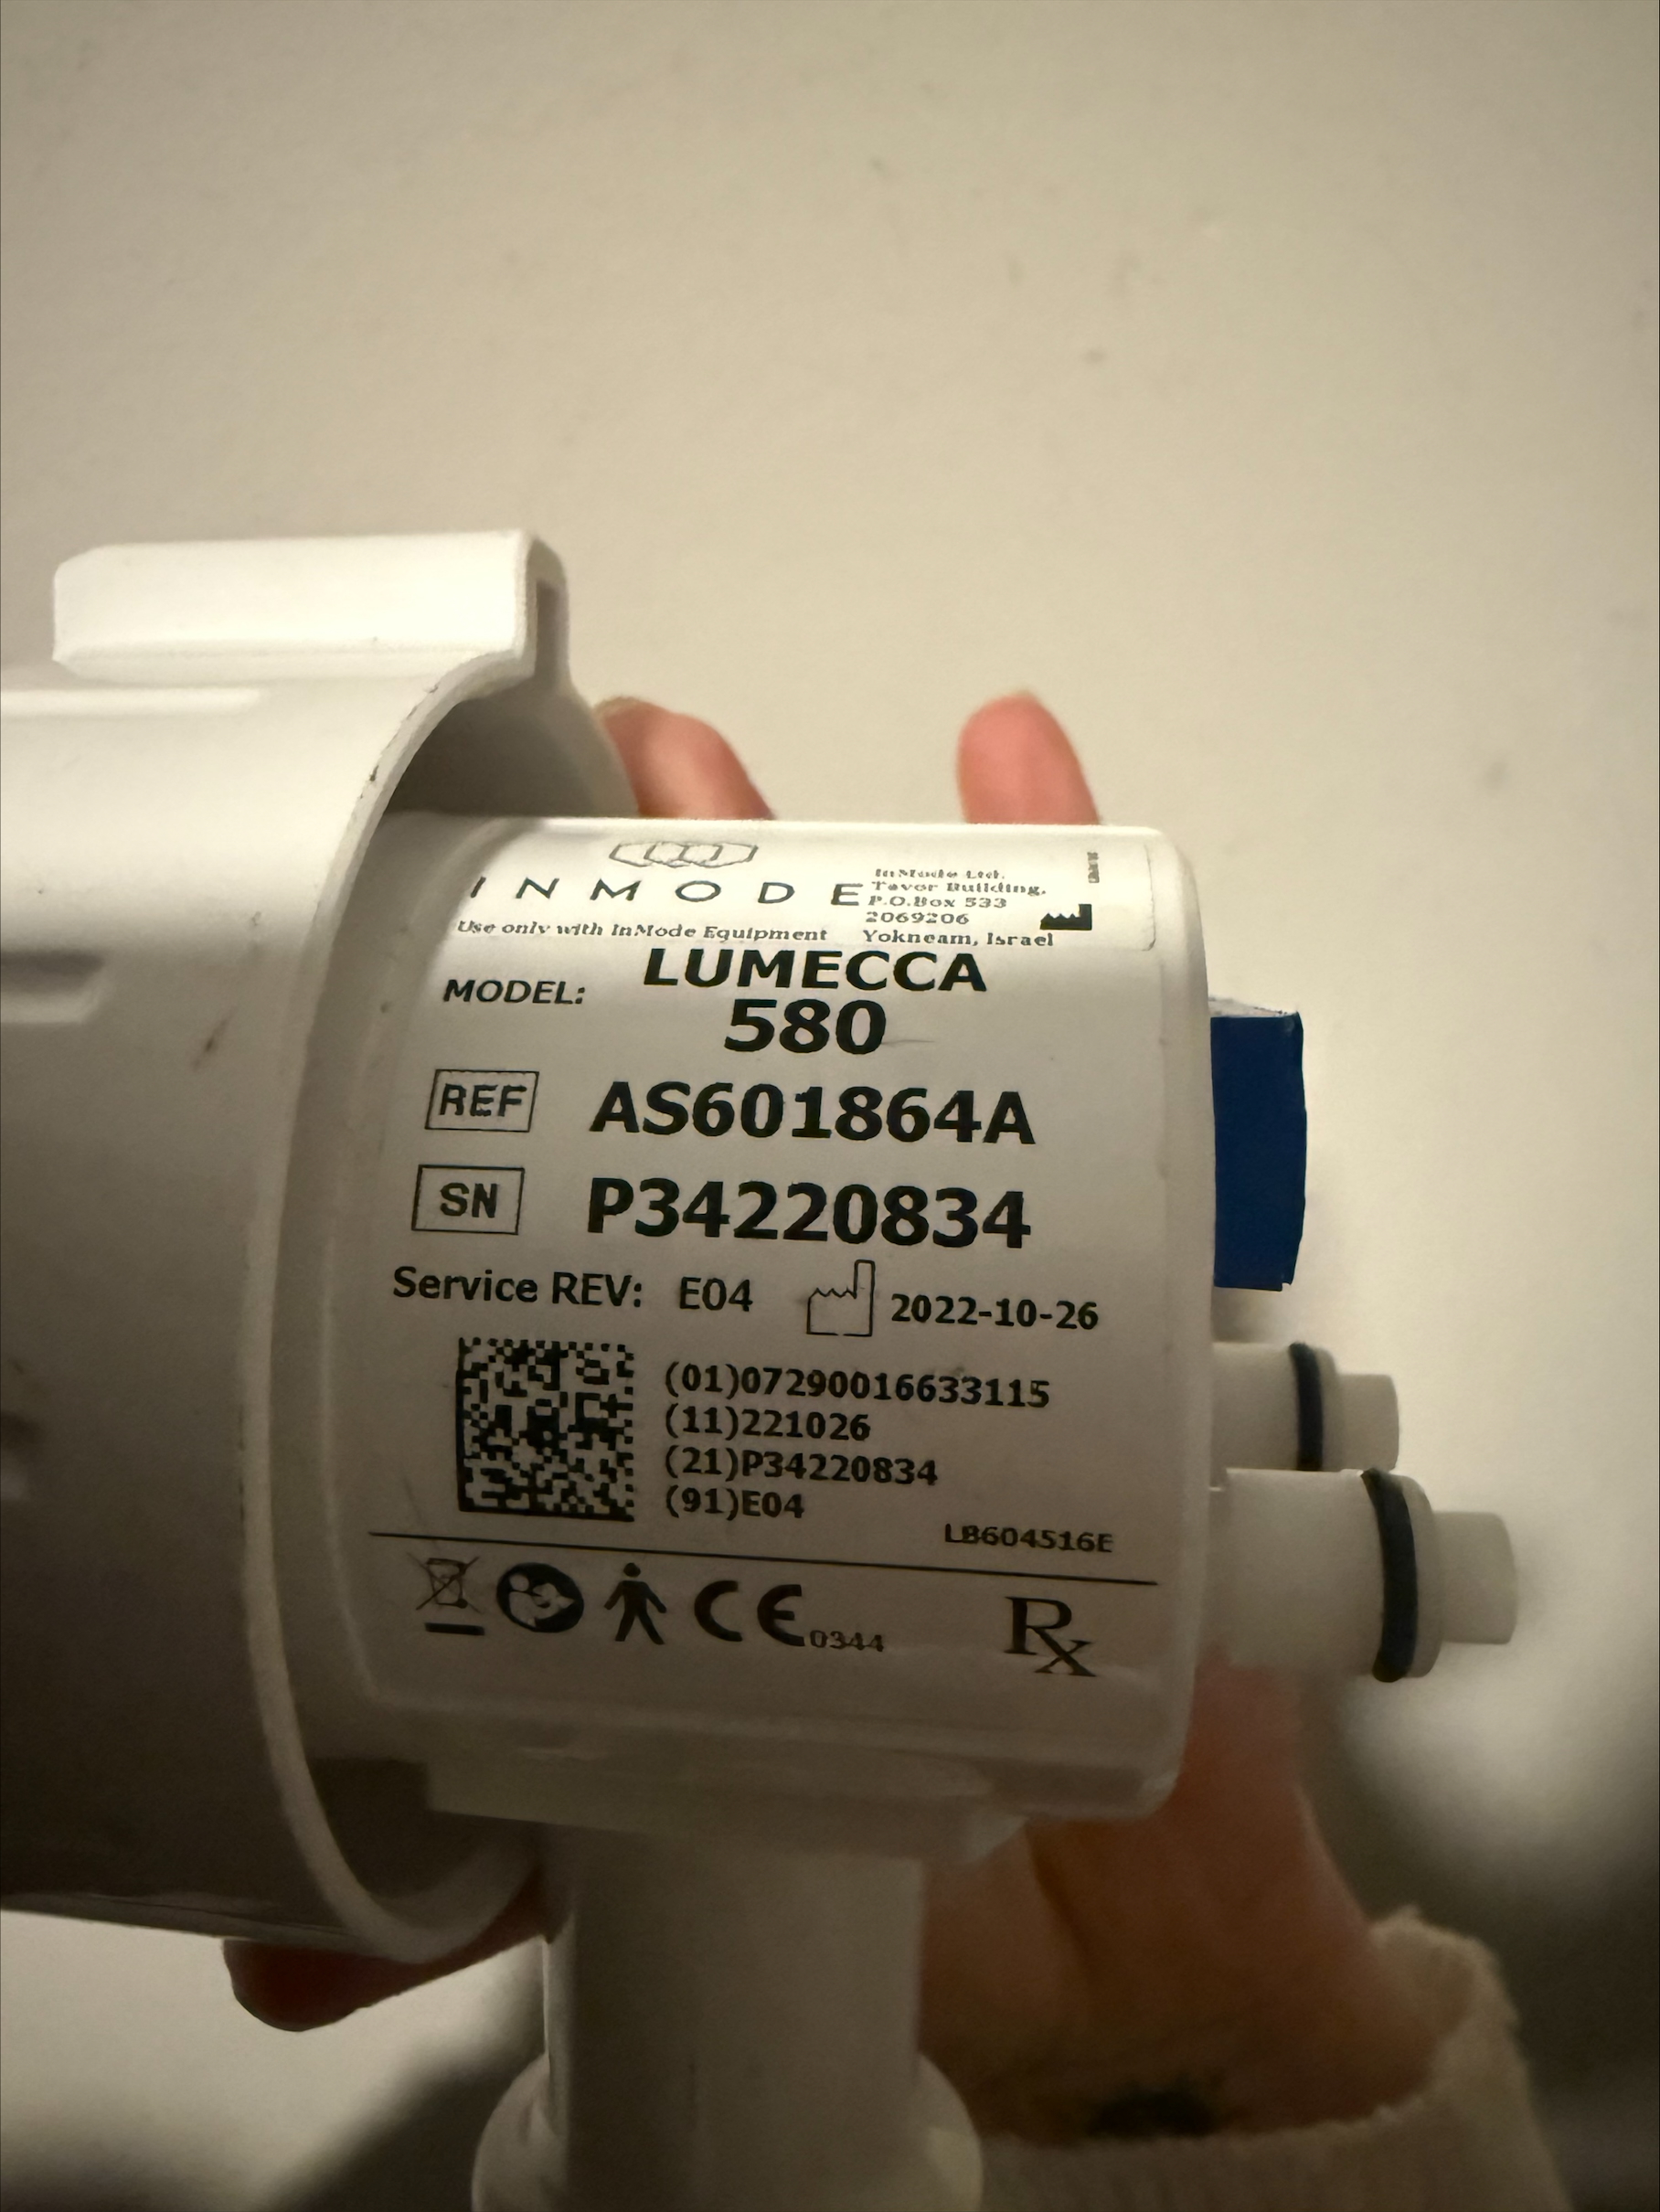 INMODE
Use only with InMode Equipment
InMode Ltd.
Tavor Building,
P.O.Box 533
2069206
Yokneam, Israel
MODEL: LUMECCA
580
REF AS601864A
SN P34220834
Service REV: E04 2022-10-26
(01)07290016633115
(11)221026
(21)P34220834
(91)E04
LB604516E
CE 0344 Rx